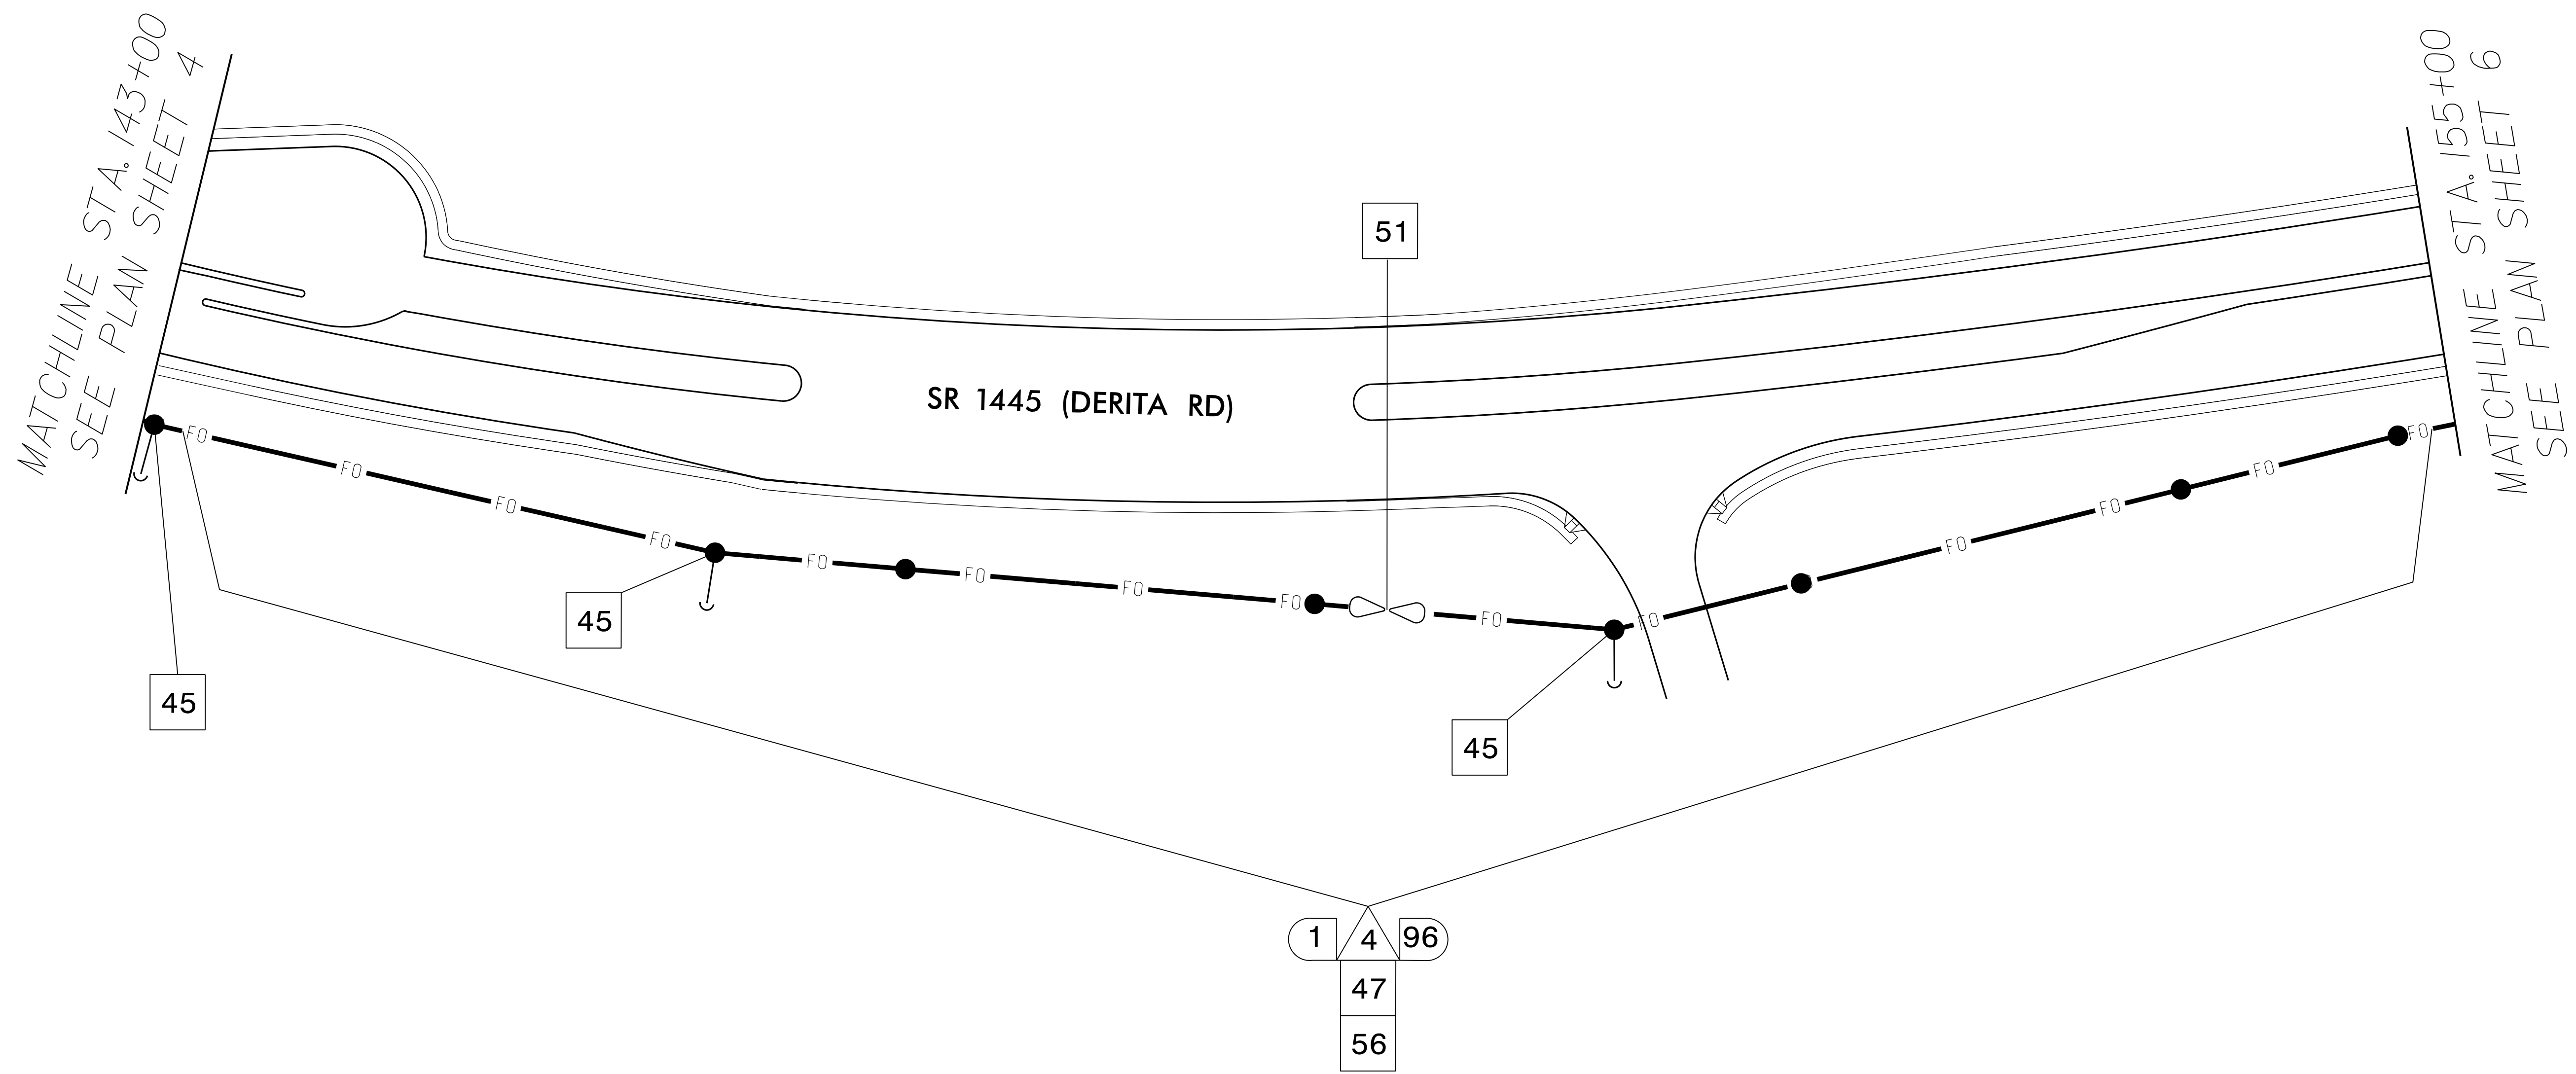 MATCHLINE STA. 143+00
SEE PLAN SHEET 4
MATCHLINE STA. 155+00
SEE PLAN SHEET 6
51
SR 1445 (DERITA RD)
FO
FO
FO
FO
FO
FO
FO
FO
FO
FO
FO
FO
FO
FO
45
45
45
1 4 96
47
56